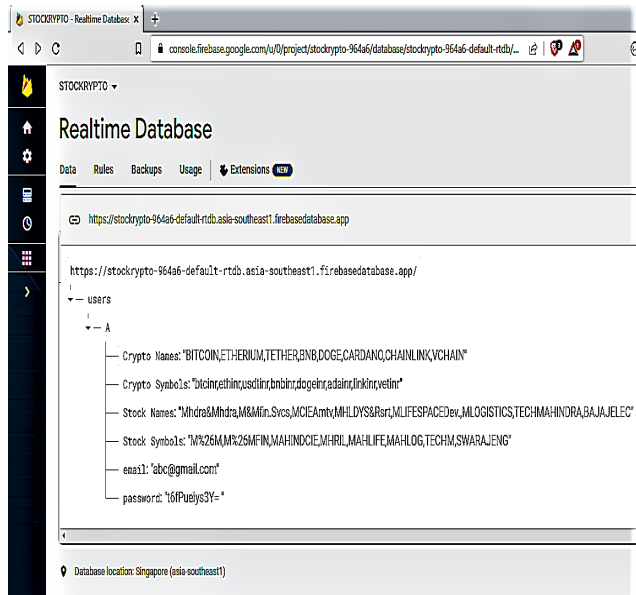 STOCKRYPTO - Realtime Database
console.firebase.google.com/u/0/project/stockrypto-964a6/database/stockrypto-964a6-default-rtdb/...
STOCKRYPTO
Realtime Database
Data Rules Backups Usage Extensions NEW
https://stockrypto-964a6-default-rtdb.asia-southeast1.firebasedatabase.app
https://stockrypto-964a6-default-rtdb.asia-southeast1.firebasedatabase.app/
users
A
Crypto Names: "BITCOIN,ETHERIUM,TETHER,BNB,DOGE,CARDANO,CHAINLINK,VCHAIN"
Crypto Symbols: "btcinr,ethinr,usdtinr,bnbinr,dogeinr,adainr,linkinr,vetinr"
Stock Names: "Mhdra&Mhdra,M&Mfin.Svcs,MCIEAmtv,MHLDYS&Rsrt,MLIFESPACEDev.,MLOGISTICS,TECHMAHINDRA,BAJAJELEC"
Stock Symbols: "M%26M,M%26MFIN,MAHINDCIE,MHRIL,MAHLIFE,MAHLOG,TECHM,SWARAJENG"
email: "abc@gmail.com"
password: "t6fPueiys3Y= "
Database location: Singapore (asia-southeast1)